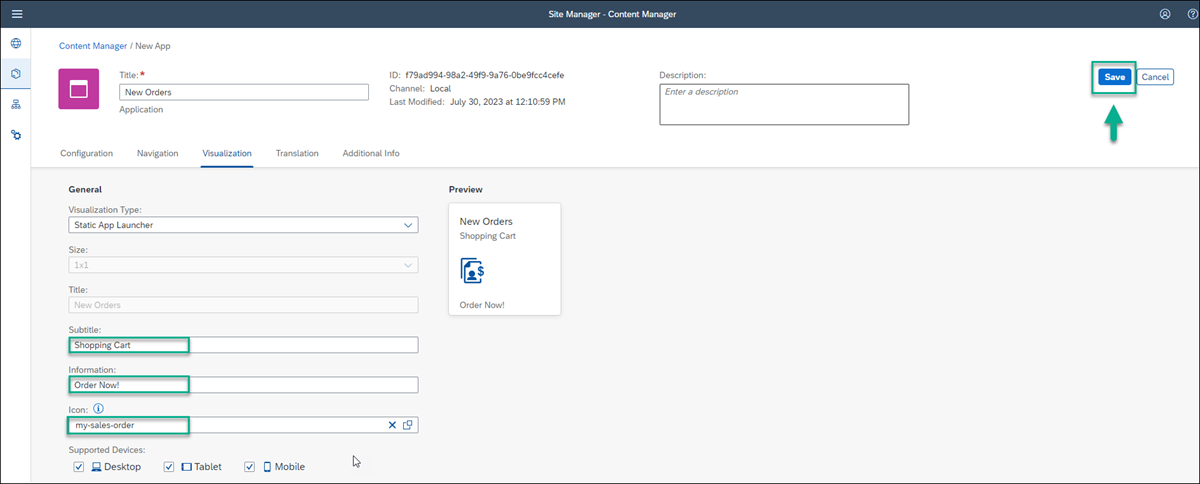 Site Manager - Content Manager
Content Manager / New App
Title:*
New Orders
Application
ID: f79ad994-98a2-49f9-9a76-0be9fcc4cefe
Channel: Local
Last Modified: July 30, 2023 at 12:10:59 PM
Description:
Enter a description
Save
Cancel
Configuration
Navigation
Visualization
Translation
Additional Info
General
Visualization Type:
Static App Launcher
Size:
1x1
Title:
New Orders
Subtitle:
Shopping Cart
Information:
Order Now!
Icon:
my-sales-order
Supported Devices:
Desktop
Tablet
Mobile
Preview
New Orders
Shopping Cart
$
Order Now!